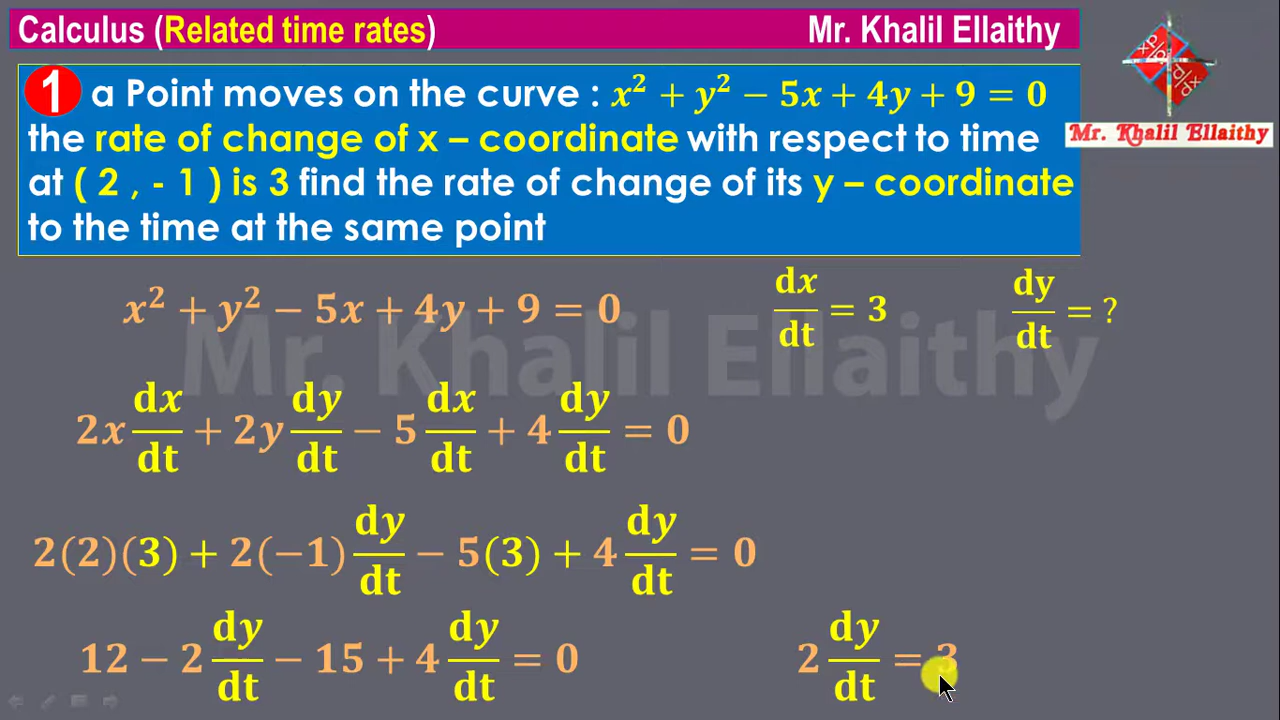 Calculus (Related time rates) Mr. Khalil Ellaithy
Mr. Khalil Ellaithy
1 a Point moves on the curve : x² + y² − 5x + 4y + 9 = 0
the rate of change of x – coordinate with respect to time
at ( 2 , - 1 ) is 3 find the rate of change of its y – coordinate
to the time at the same point
x² + y² − 5x + 4y + 9 = 0 dx/dt = 3 dy/dt = ?
Mr. Khalil Ellaithy
2x dx/dt + 2y dy/dt − 5 dx/dt + 4 dy/dt = 0
2(2)(3) + 2(−1) dy/dt − 5(3) + 4 dy/dt = 0
12 − 2 dy/dt − 15 + 4 dy/dt = 0 2 dy/dt = 3